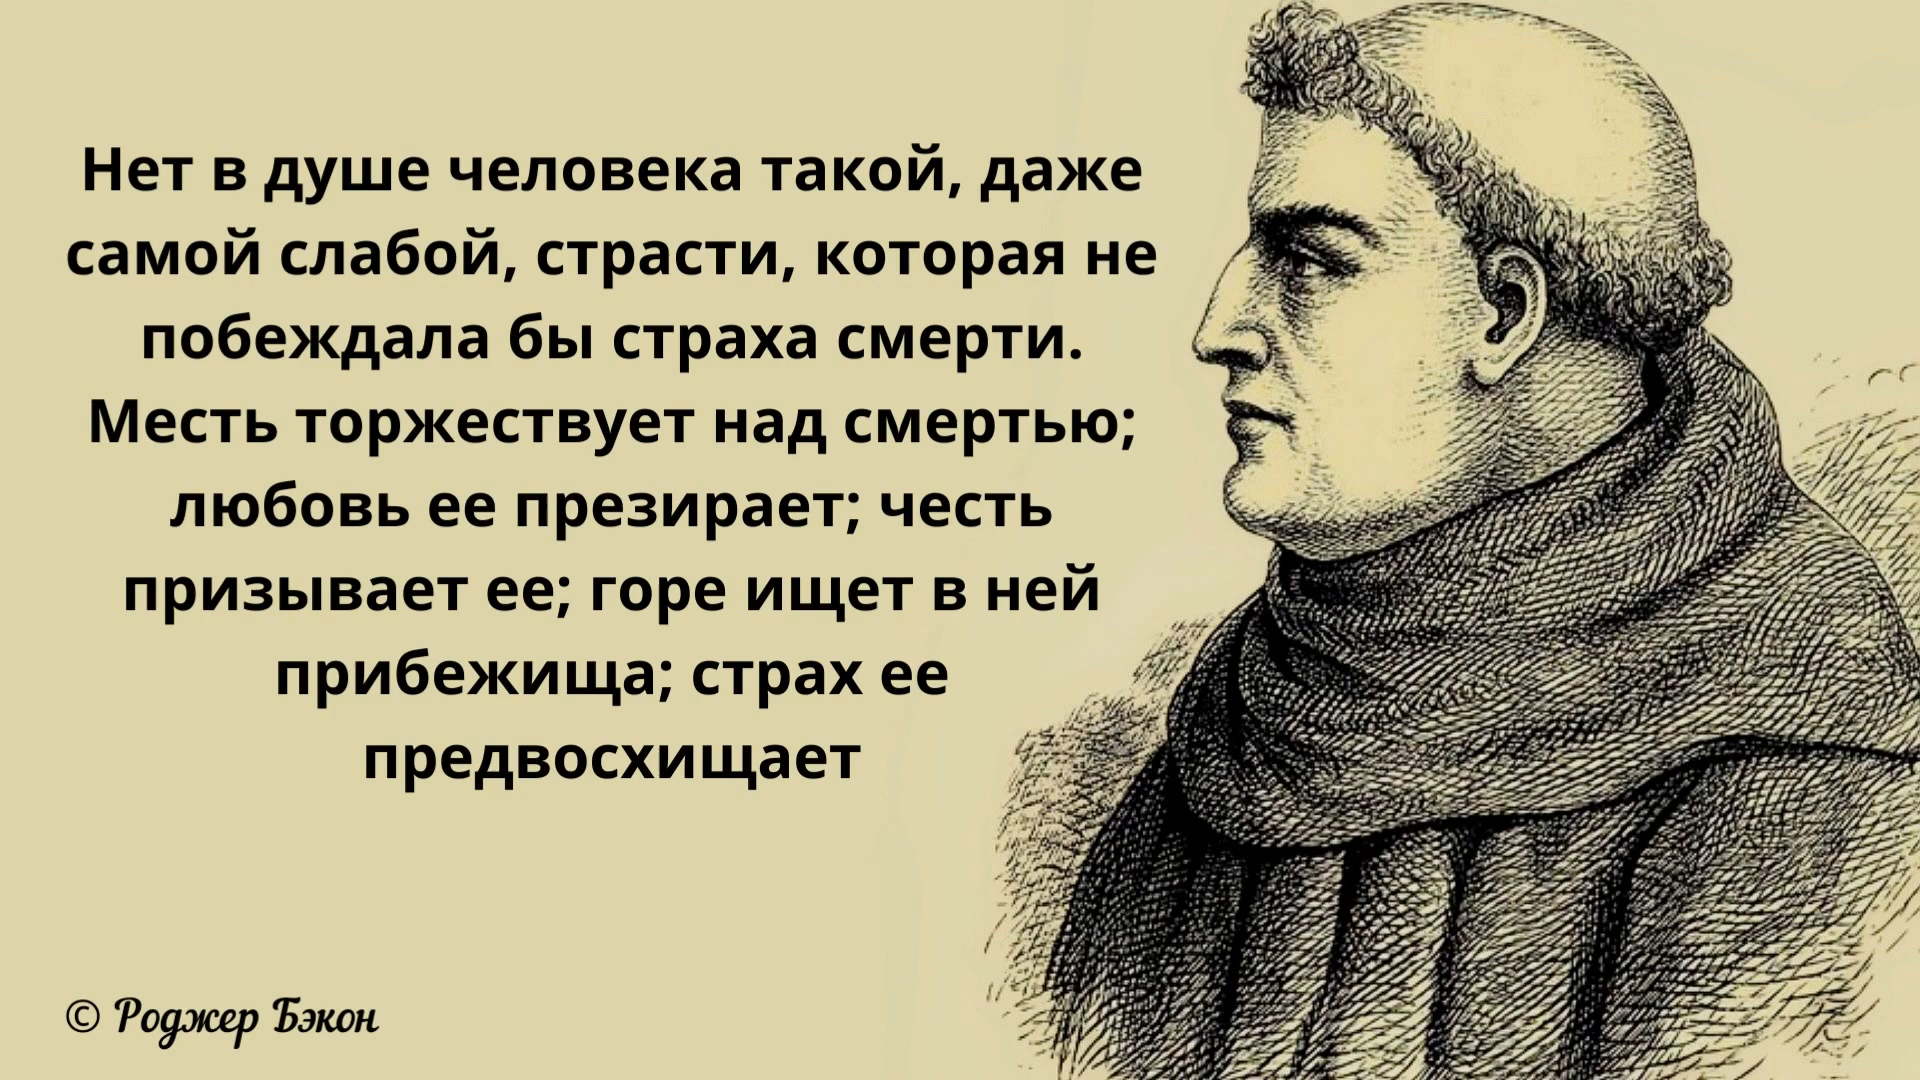 Нет в душе человека такой, даже
самой слабой, страсти, которая не
побеждала бы страха смерти.
Месть торжествует над смертью;
любовь ее презирает; честь
призывает ее; горе ищет в ней
прибежища; страх ее
предвосхищает
© Роджер Бэкон